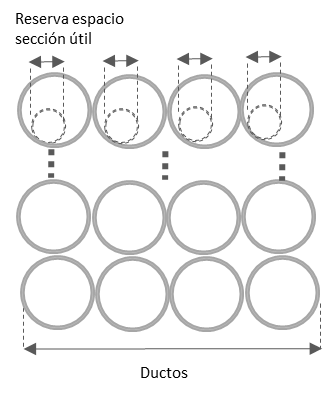 Reserva espacio
sección útil
Ductos